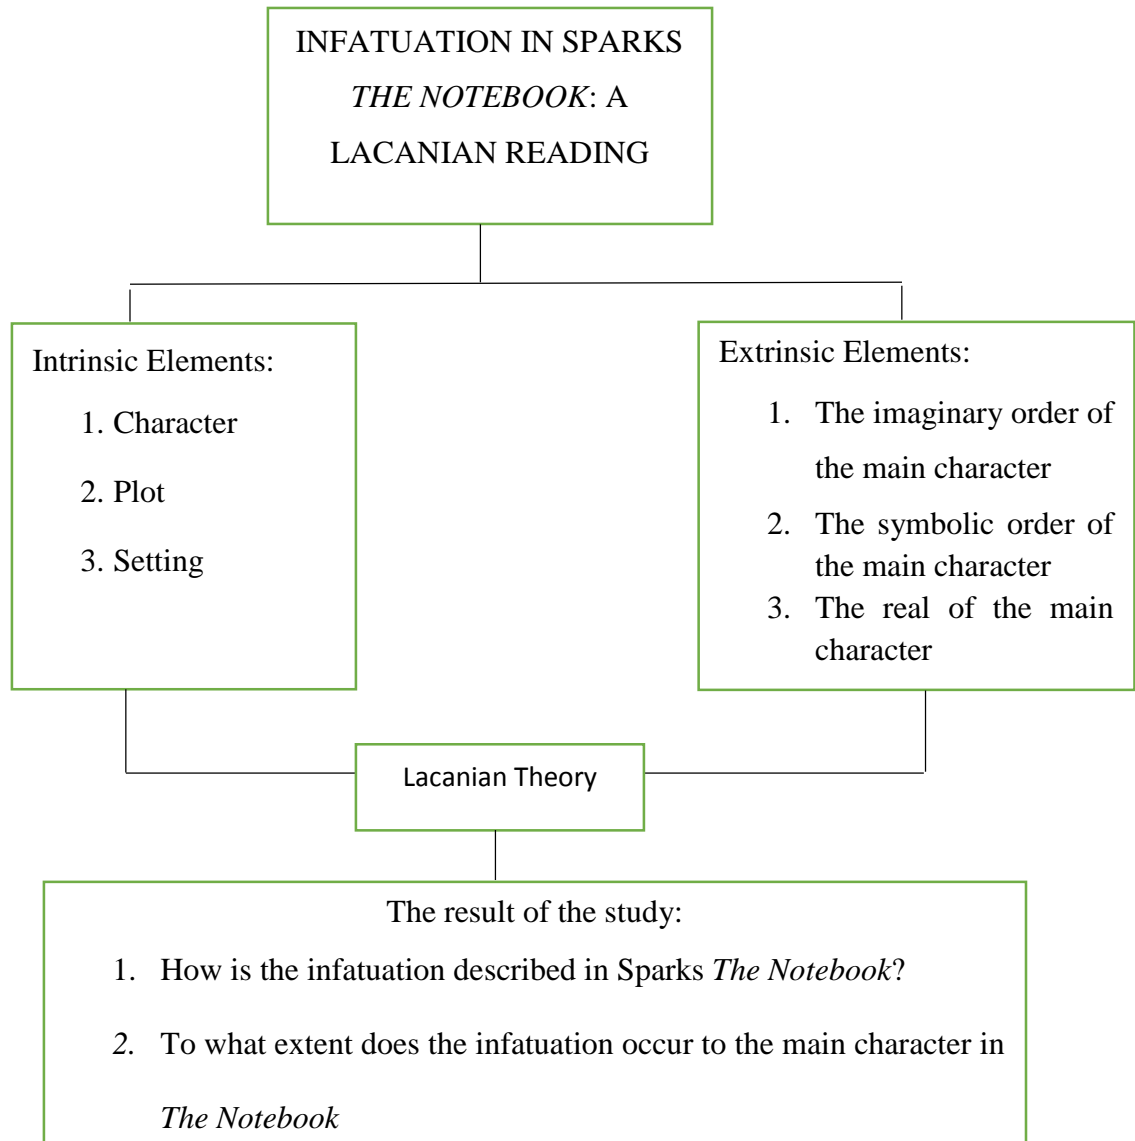 INFATUATION IN SPARKS
THE NOTEBOOK: A
LACANIAN READING
Intrinsic Elements:
1. Character
2. Plot
3. Setting
Extrinsic Elements:
1. The imaginary order of
the main character
2. The symbolic order of
the main character
3. The real of the main
character
Lacanian Theory
The result of the study:
1. How is the infatuation described in Sparks The Notebook?
2. To what extent does the infatuation occur to the main character in
The Notebook